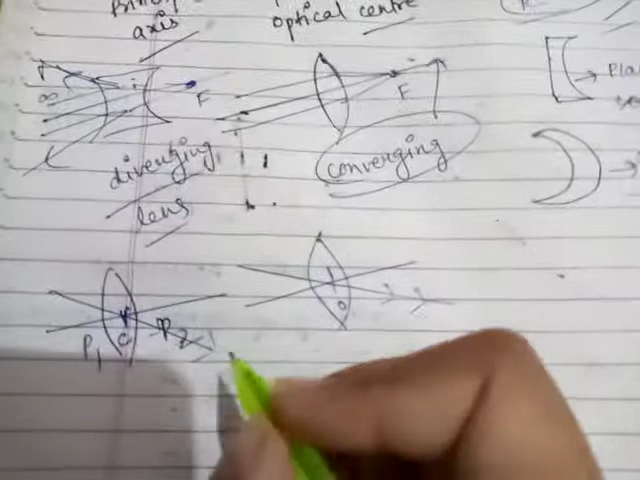 axis
optical centre
F
F
∞
Pla
diverging
lens
converging
P1
C
P2
O